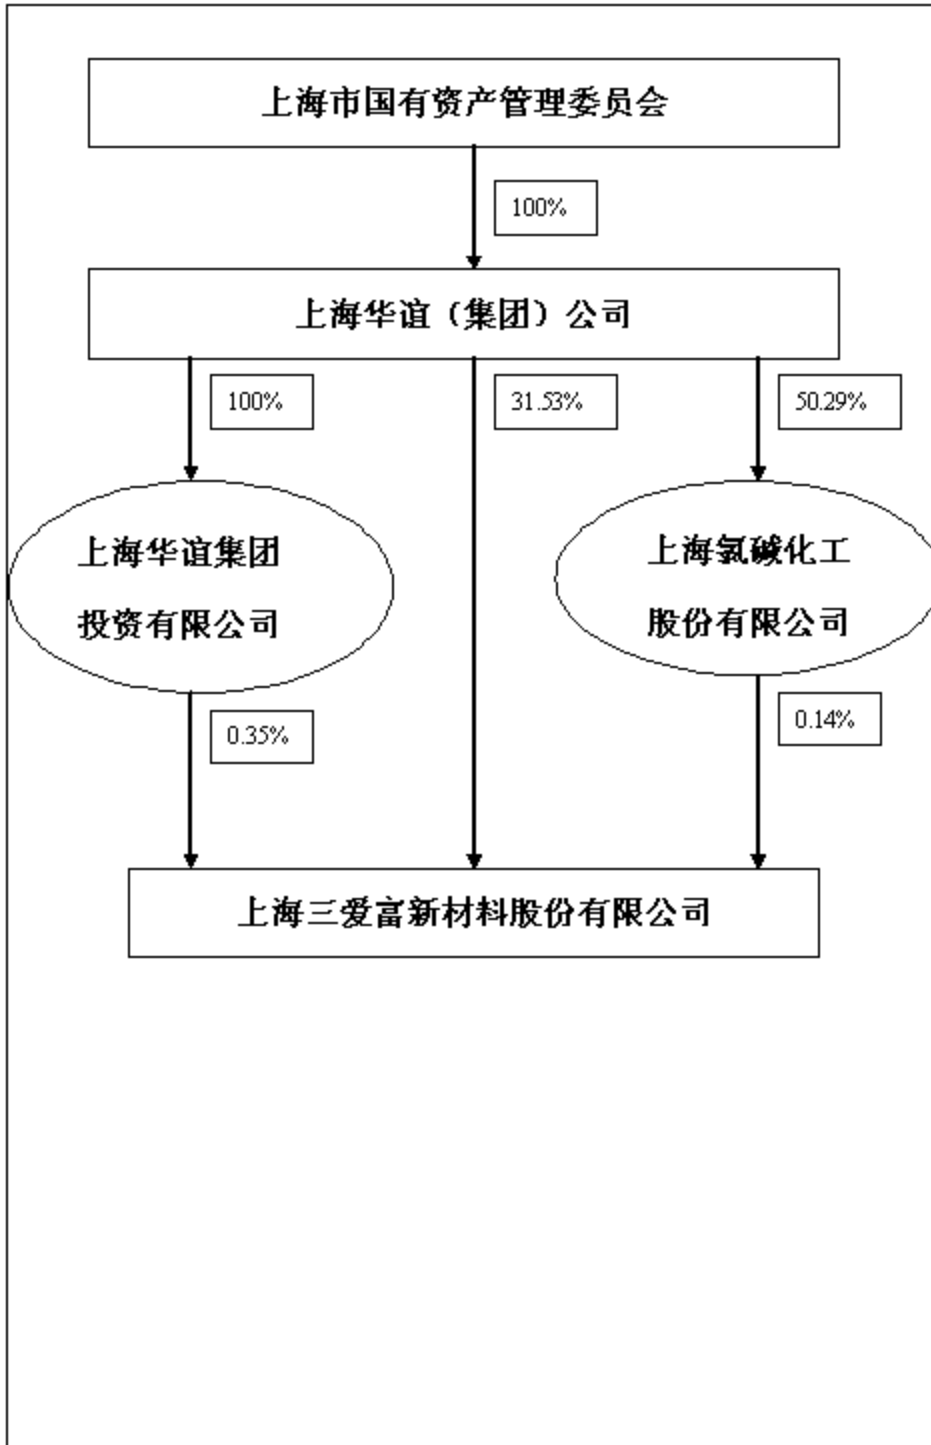 上海市国有资产管理委员会
100%
上海华谊（集团）公司
100%
31.53%
50.29%
上海华谊集团
投资有限公司
上海氯碱化工
股份有限公司
0.35%
0.14%
上海三爱富新材料股份有限公司